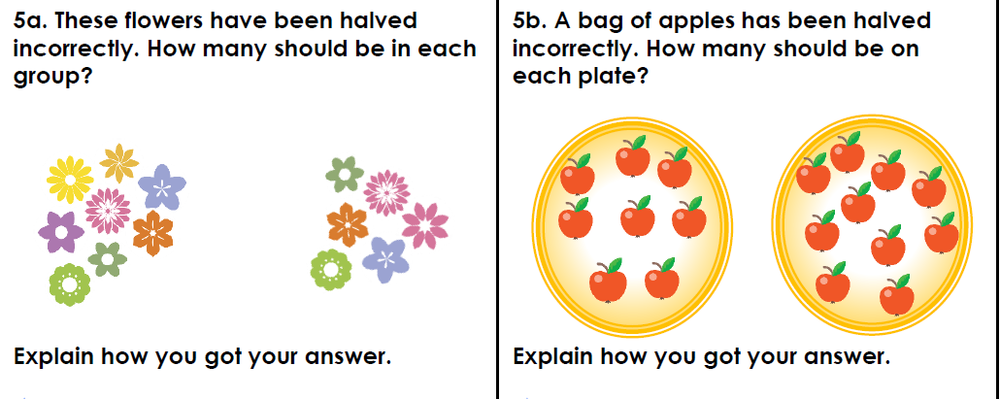 5a. These flowers have been halved
incorrectly. How many should be in each
group?
Explain how you got your answer.
5b. A bag of apples has been halved
incorrectly. How many should be on
each plate?
Explain how you got your answer.